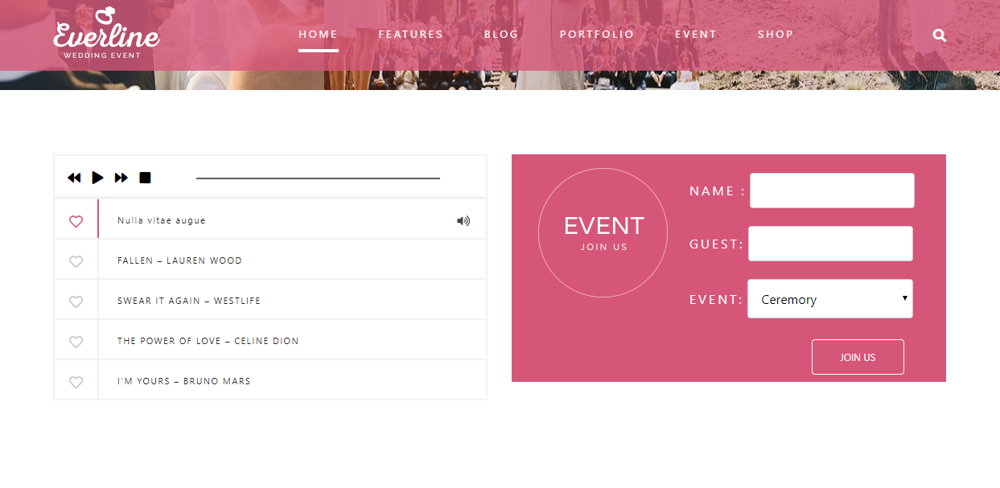 Everline
WEDDING EVENT
HOME FEATURES BLOG PORTFOLIO EVENT SHOP
Nulla vitae augue
FALLEN – LAUREN WOOD
SWEAR IT AGAIN – WESTLIFE
THE POWER OF LOVE – CELINE DION
I'M YOURS – BRUNO MARS
EVENT
JOIN US
NAME :
GUEST:
EVENT: Ceremory
JOIN US